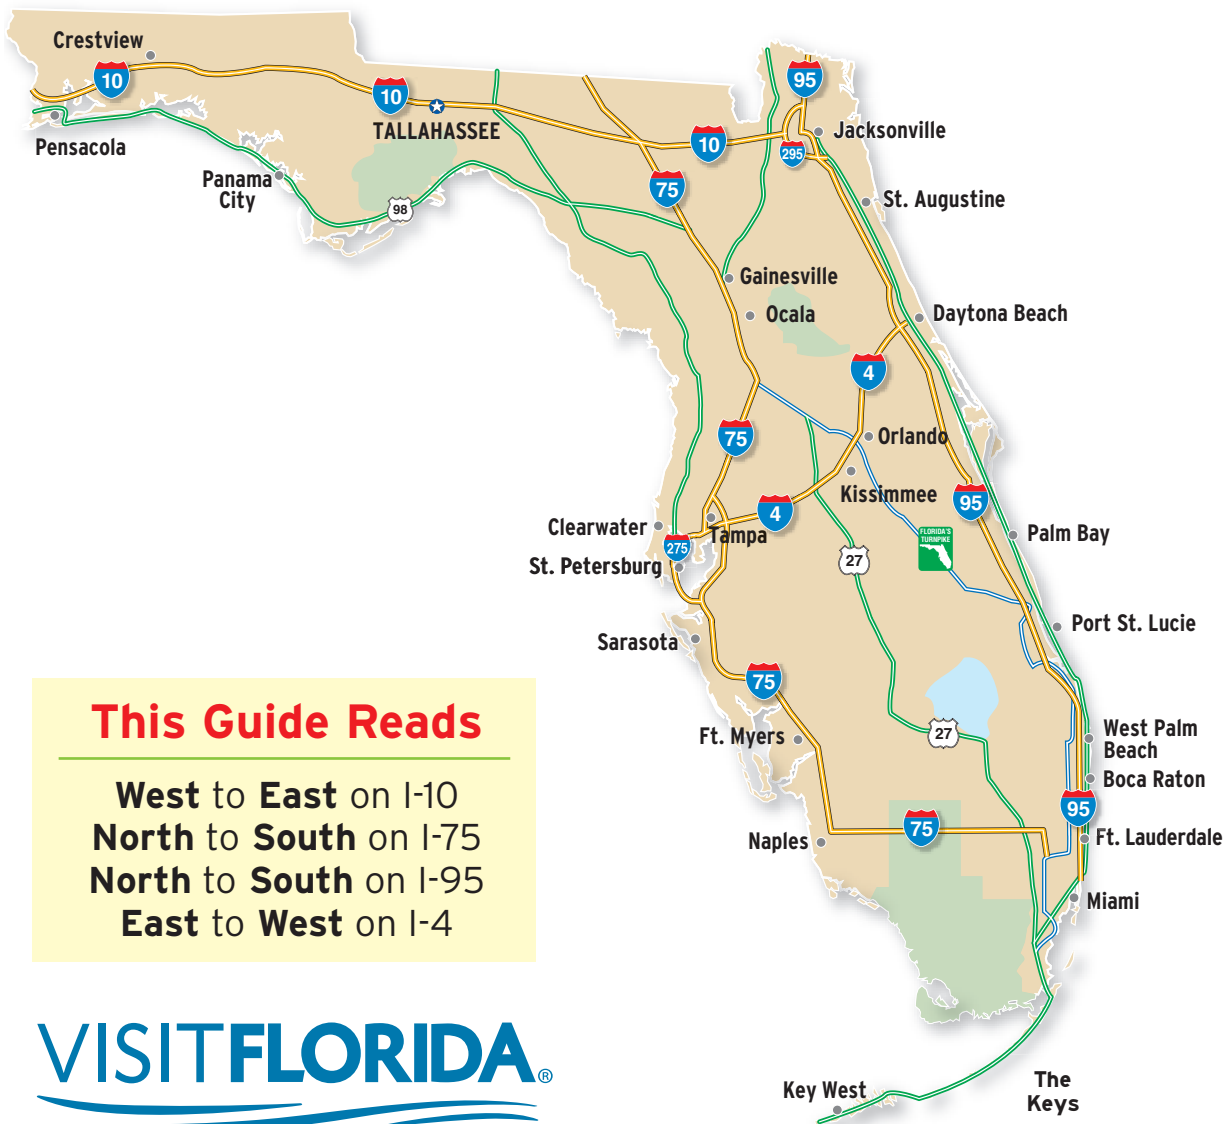 Crestview
10
95
10
TALLAHASSEE
Jacksonville
Pensacola
10
295
Panama
City
75
98
St. Augustine
Gainesville
Ocala
Daytona Beach
4
75
Orlando
Kissimmee
95
4
Clearwater
Tampa
275
FLORIDA'S
TURNPIKE
Palm Bay
St. Petersburg
27
Sarasota
Port St. Lucie
75
Ft. Myers
27
West Palm
Beach
Boca Raton
95
Naples
75
Ft. Lauderdale
Miami
Key West
The
Keys
This Guide Reads
West to East on I-10
North to South on I-75
North to South on I-95
East to West on I-4
VISITFLORIDA®